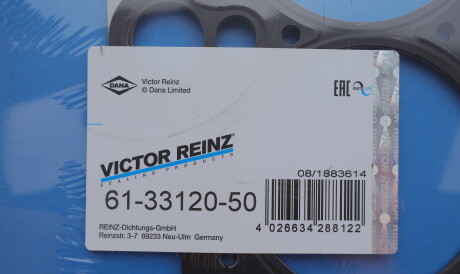 DANA
Victor Reinz
© Dana Limited
EAC
VICTOR REINZ®
SEALING PRODUCTS
61-33120-50
08/1883614
4 026634 288122
REINZ-Dichtungs-GmbH
Reinzstr. 3-7 89233 Neu-Ulm Germany